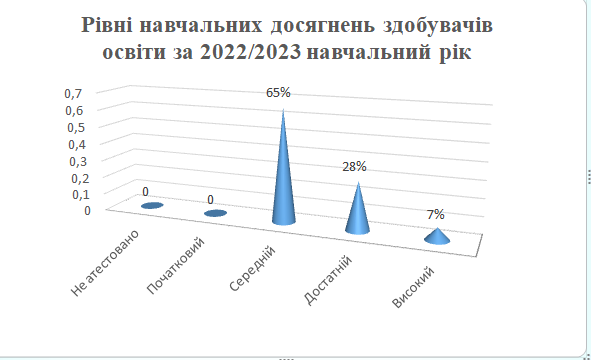 Рівні навчальних досягнень здобувачів
освіти за 2022/2023 навчальний рік
0,7
0,6
0,5
0,4
0,3
0,2
0,1
0
0
0
65%
28%
7%
Не атестовано
Початковий
Середній
Достатній
Високий